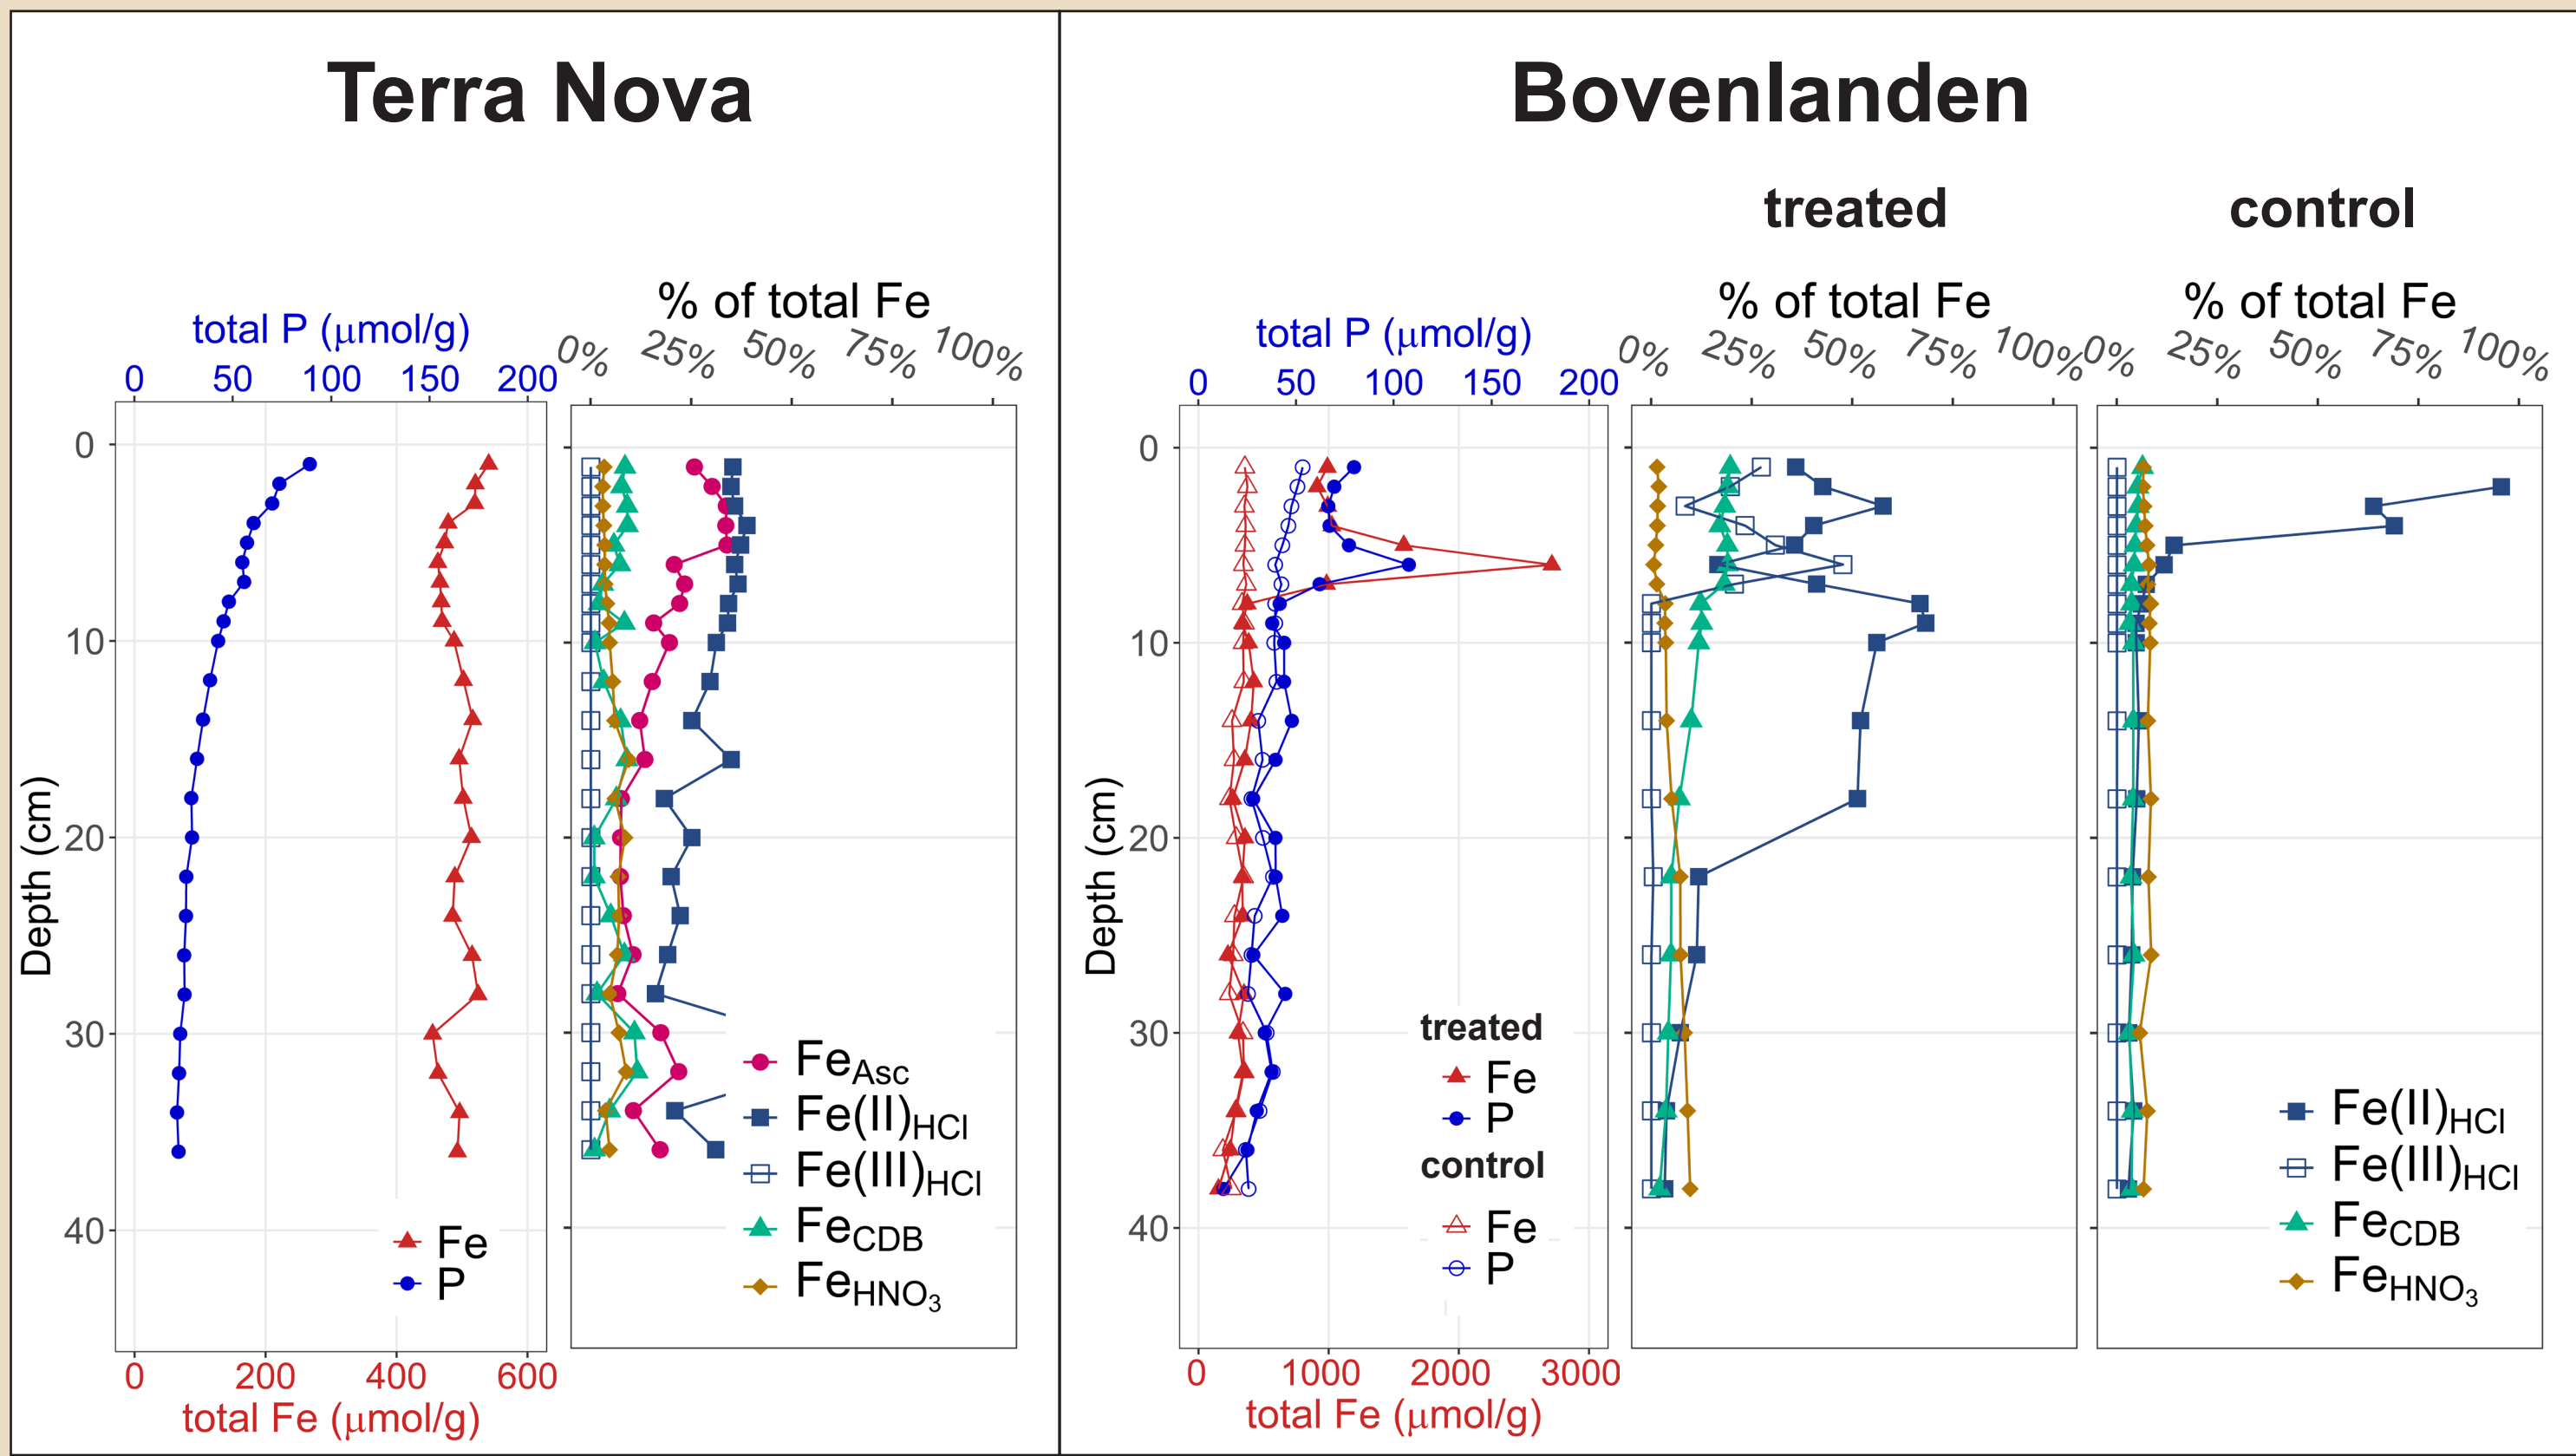 Terra Nova
Bovenlanden
treated
control
% of total Fe
% of total Fe
% of total Fe
total P (μmol/g)
total P (μmol/g)
0 50 100 150 200
0% 25% 50% 75% 100%
0 50 100 150 200
0% 25% 50% 75% 100%
0% 25% 50% 75% 100%
Depth (cm)
0
10
20
30
40
Fe
P
0 200 400 600
total Fe (μmol/g)
FeAsc
Fe(II)HCl
Fe(III)HCl
FeCDB
FeHNO3
Depth (cm)
0
10
20
30
40
treated
Fe
P
control
Fe
P
0 1000 2000 3000
total Fe (μmol/g)
Fe(II)HCl
Fe(III)HCl
FeCDB
FeHNO3